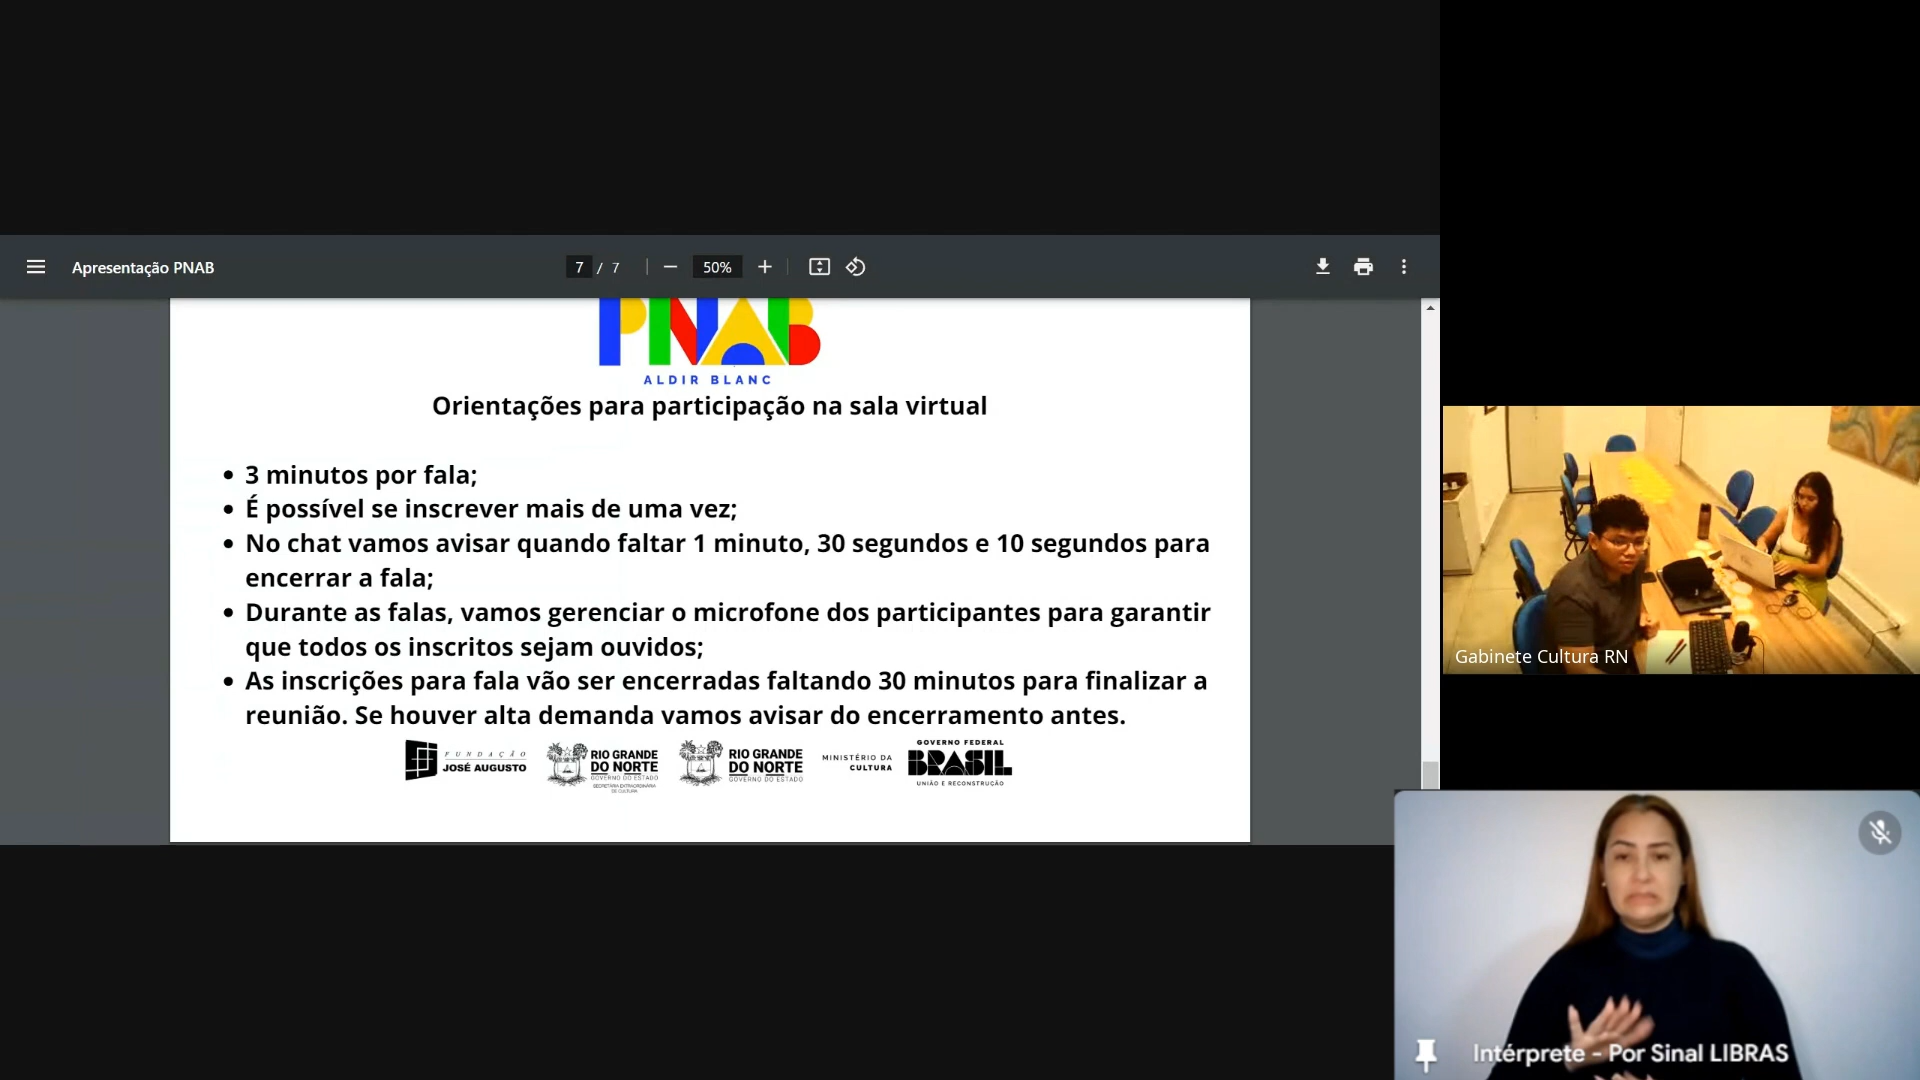 Apresentação PNAB
7 / 7
50%
PNAB
ALDIR BLANC
Orientações para participação na sala virtual
• 3 minutos por fala;
• É possível se inscrever mais de uma vez;
• No chat vamos avisar quando faltar 1 minuto, 30 segundos e 10 segundos para
encerrar a fala;
• Durante as falas, vamos gerenciar o microfone dos participantes para garantir
que todos os inscritos sejam ouvidos;
• As inscrições para fala vão ser encerradas faltando 30 minutos para finalizar a
reunião. Se houver alta demanda vamos avisar do encerramento antes.
FUNDAÇÃO
JOSÉ AUGUSTO
RIO GRANDE
DO NORTE
GOVERNO DO ESTADO
SECRETARIA EXTRAORDINÁRIA
DE CULTURA
RIO GRANDE
DO NORTE
GOVERNO DO ESTADO
MINISTÉRIO DA
CULTURA
GOVERNO FEDERAL
BRASIL
UNIÃO E RECONSTRUÇÃO
Gabinete Cultura RN
Intérprete - Por Sinal LIBRAS